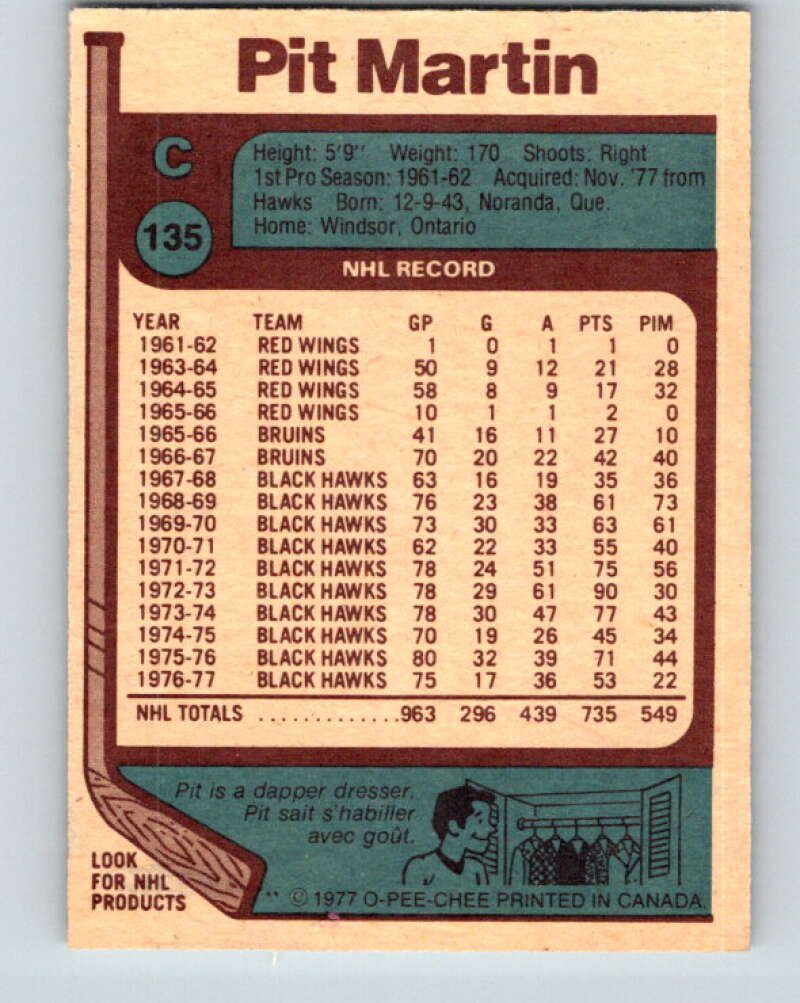 Pit Martin
C
135
Height: 5'9" Weight: 170 Shoots: Right
1st Pro Season: 1961-62 Acquired: Nov. '77 from
Hawks Born: 12-9-43, Noranda, Que.
Home: Windsor, Ontario
NHL RECORD
YEAR TEAM GP G A PTS PIM
1961-62 RED WINGS 1 0 1 1 0
1963-64 RED WINGS 50 9 12 21 28
1964-65 RED WINGS 58 8 9 17 32
1965-66 RED WINGS 10 1 1 2 0
1965-66 BRUINS 41 16 11 27 10
1966-67 BRUINS 70 20 22 42 40
1967-68 BLACK HAWKS 63 16 19 35 36
1968-69 BLACK HAWKS 76 23 38 61 73
1969-70 BLACK HAWKS 73 30 33 63 61
1970-71 BLACK HAWKS 62 22 33 55 40
1971-72 BLACK HAWKS 78 24 51 75 56
1972-73 BLACK HAWKS 78 29 61 90 30
1973-74 BLACK HAWKS 78 30 47 77 43
1974-75 BLACK HAWKS 70 19 26 45 34
1975-76 BLACK HAWKS 80 32 39 71 44
1976-77 BLACK HAWKS 75 17 36 53 22
NHL TOTALS .............963 296 439 735 549
Pit is a dapper dresser.
Pit sait s'habiller
avec goût.
LOOK
FOR NHL
PRODUCTS
** © 1977 O-PEE-CHEE PRINTED IN CANADA.